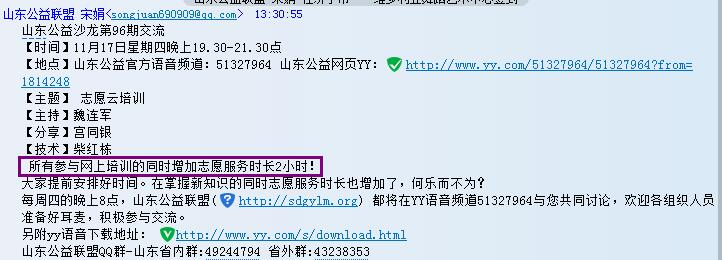 山东公益联盟 宋娟<songjuan690909@qq.com> 13:30:55
山东公益沙龙第96期交流
【时间】11月17日星期四晚上19.30-21.30点
【地点】山东公益官方语音频道：51327964 山东公益网页YY： http://www.yy.com/51327964/51327964?from=
1814248
【主题】 志愿云培训
【主持】魏连军
【分享】宫同银
【技术】柴红栋
所有参与网上培训的同时增加志愿服务时长2小时！
大家提前安排好时间。在掌握新知识的同时志愿服务时长也增加了，何乐而不为？
每周四的晚上8点，山东公益联盟( http://sdgylm.org) 都将在YY语音频道51327964与您共同讨论，欢迎各组织人员
准备好耳麦，积极参与交流。
另附yy语音下载地址： http://www.yy.com/s/download.html
山东公益联盟QQ群-山东省内群:49244794 省外群:43238353